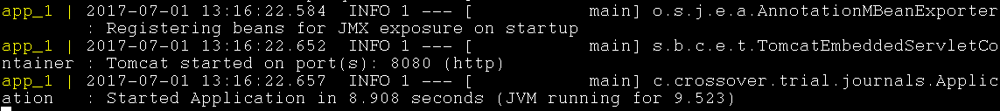 app_1 | 2017-07-01 13:16:22.584  INFO 1 --- [           main] o.s.j.e.a.AnnotationMBeanExporter
        : Registering beans for JMX exposure on startup
app_1 | 2017-07-01 13:16:22.652  INFO 1 --- [           main] s.b.c.e.t.TomcatEmbeddedServletCo
ntainer : Tomcat started on port(s): 8080 (http)
app_1 | 2017-07-01 13:16:22.657  INFO 1 --- [           main] c.crossover.trial.journals.Applic
ation   : Started Application in 8.908 seconds (JVM running for 9.523)